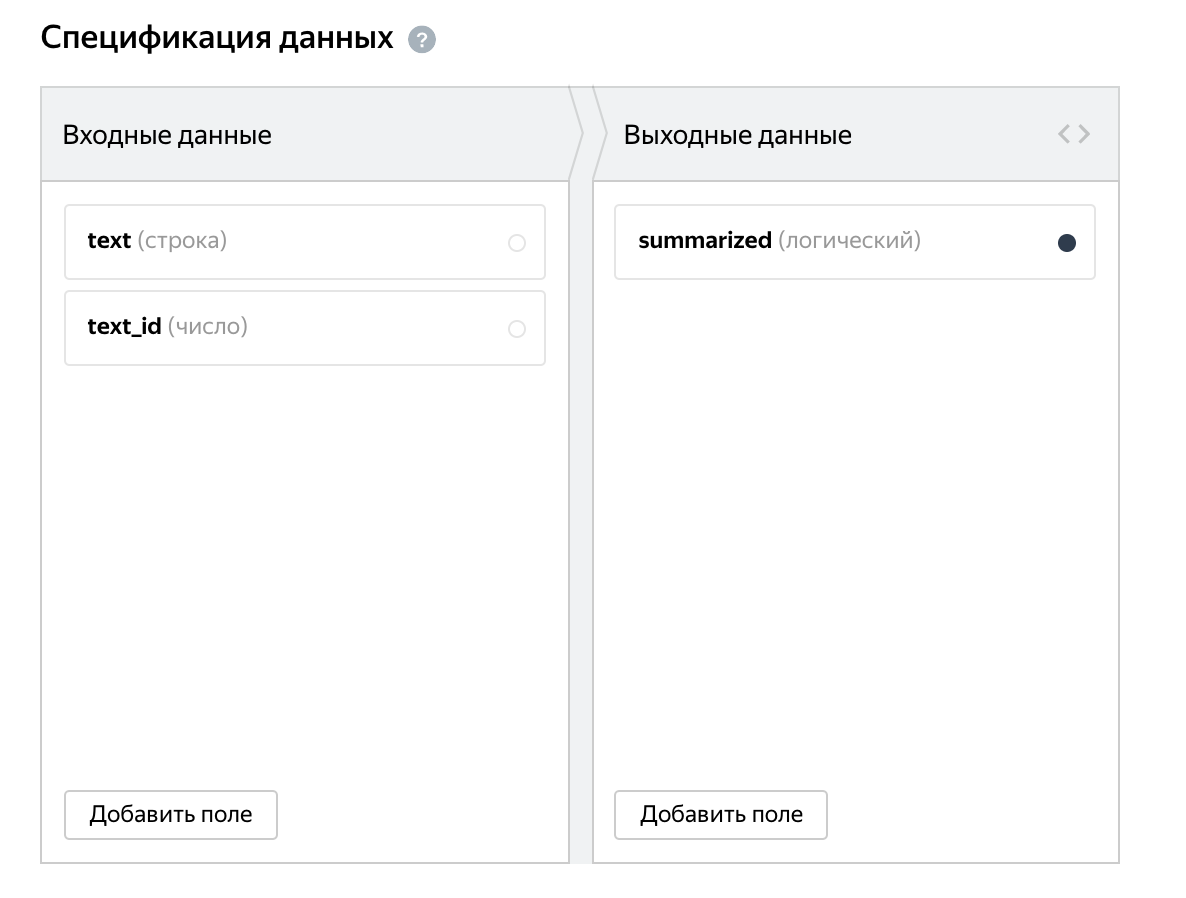 Спецификация данных ?
Входные данные
Выходные данные <>
text (строка)
text_id (число)
summarized (логический)
Добавить поле
Добавить поле